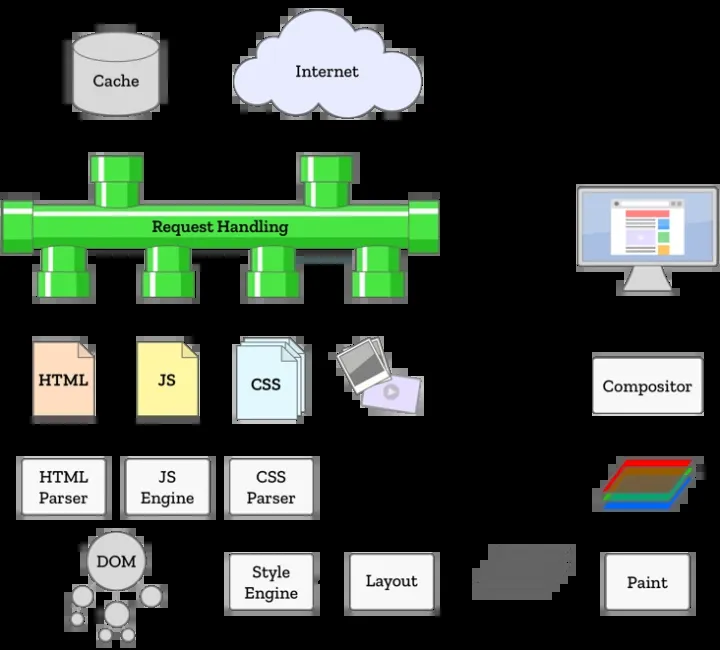 Cache
Internet
Request Handling
HTML
JS
CSS
Compositor
HTML
Parser
JS
Engine
CSS
Parser
DOM
Style
Engine
Layout
Paint